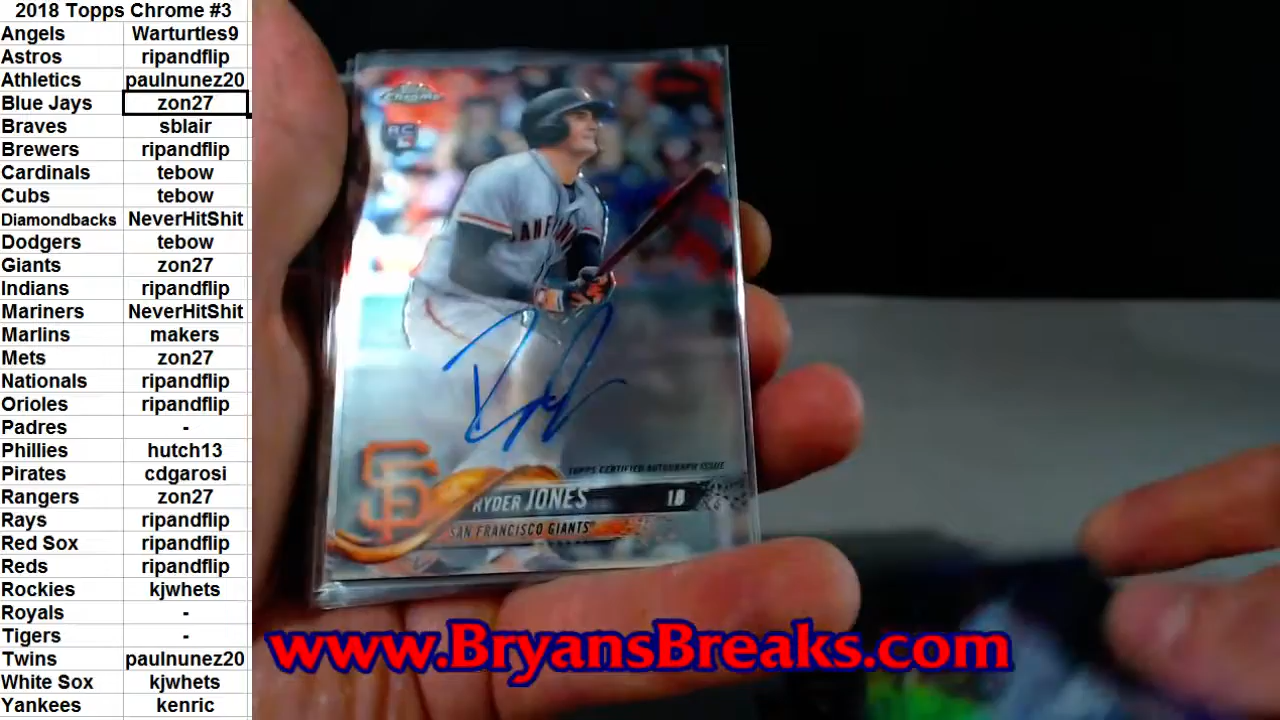 2018 Topps Chrome #3
Angels Warturtles9
Astros ripandflip
Athletics paulnunez20
Blue Jays zon27
Braves sblair
Brewers ripandflip
Cardinals tebow
Cubs tebow
Diamondbacks NeverHitShit
Dodgers tebow
Giants zon27
Indians ripandflip
Mariners NeverHitShit
Marlins makers
Mets zon27
Nationals ripandflip
Orioles ripandflip
Padres -
Phillies hutch13
Pirates cdgarosi
Rangers zon27
Rays ripandflip
Red Sox ripandflip
Reds ripandflip
Rockies kjwhets
Royals -
Tigers -
Twins paulnunez20
White Sox kjwhets
Yankees kenric
Chrome
RC
SAN FRAN
TOPPS CERTIFIED AUTOGRAPH ISSUE
SF
RYDER JONES 1B
SAN FRANCISCO GIANTS
www.BryansBreaks.com